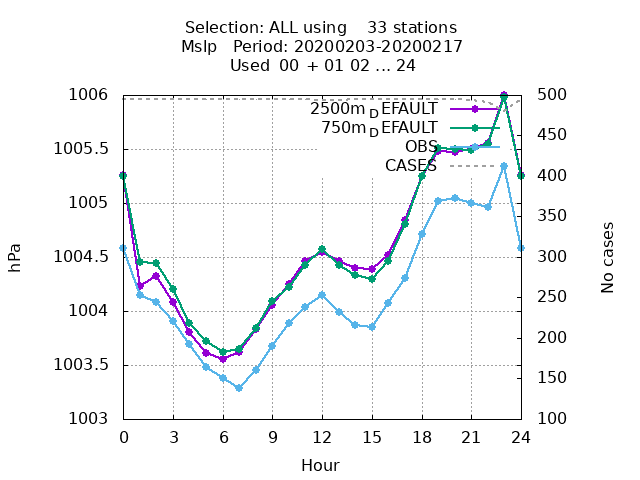 Selection: ALL using 33 stations
Mslp Period: 20200203-20200217
Used 00 + 01 02 ... 24
1006
1005.5
1005
1004.5
1004
1003.5
1003
hPa
2500m_DEFAULT
750m_DEFAULT
OBS
CASES
500
450
400
350
300
250
200
150
100
No cases
0 3 6 9 12 15 18 21 24
Hour